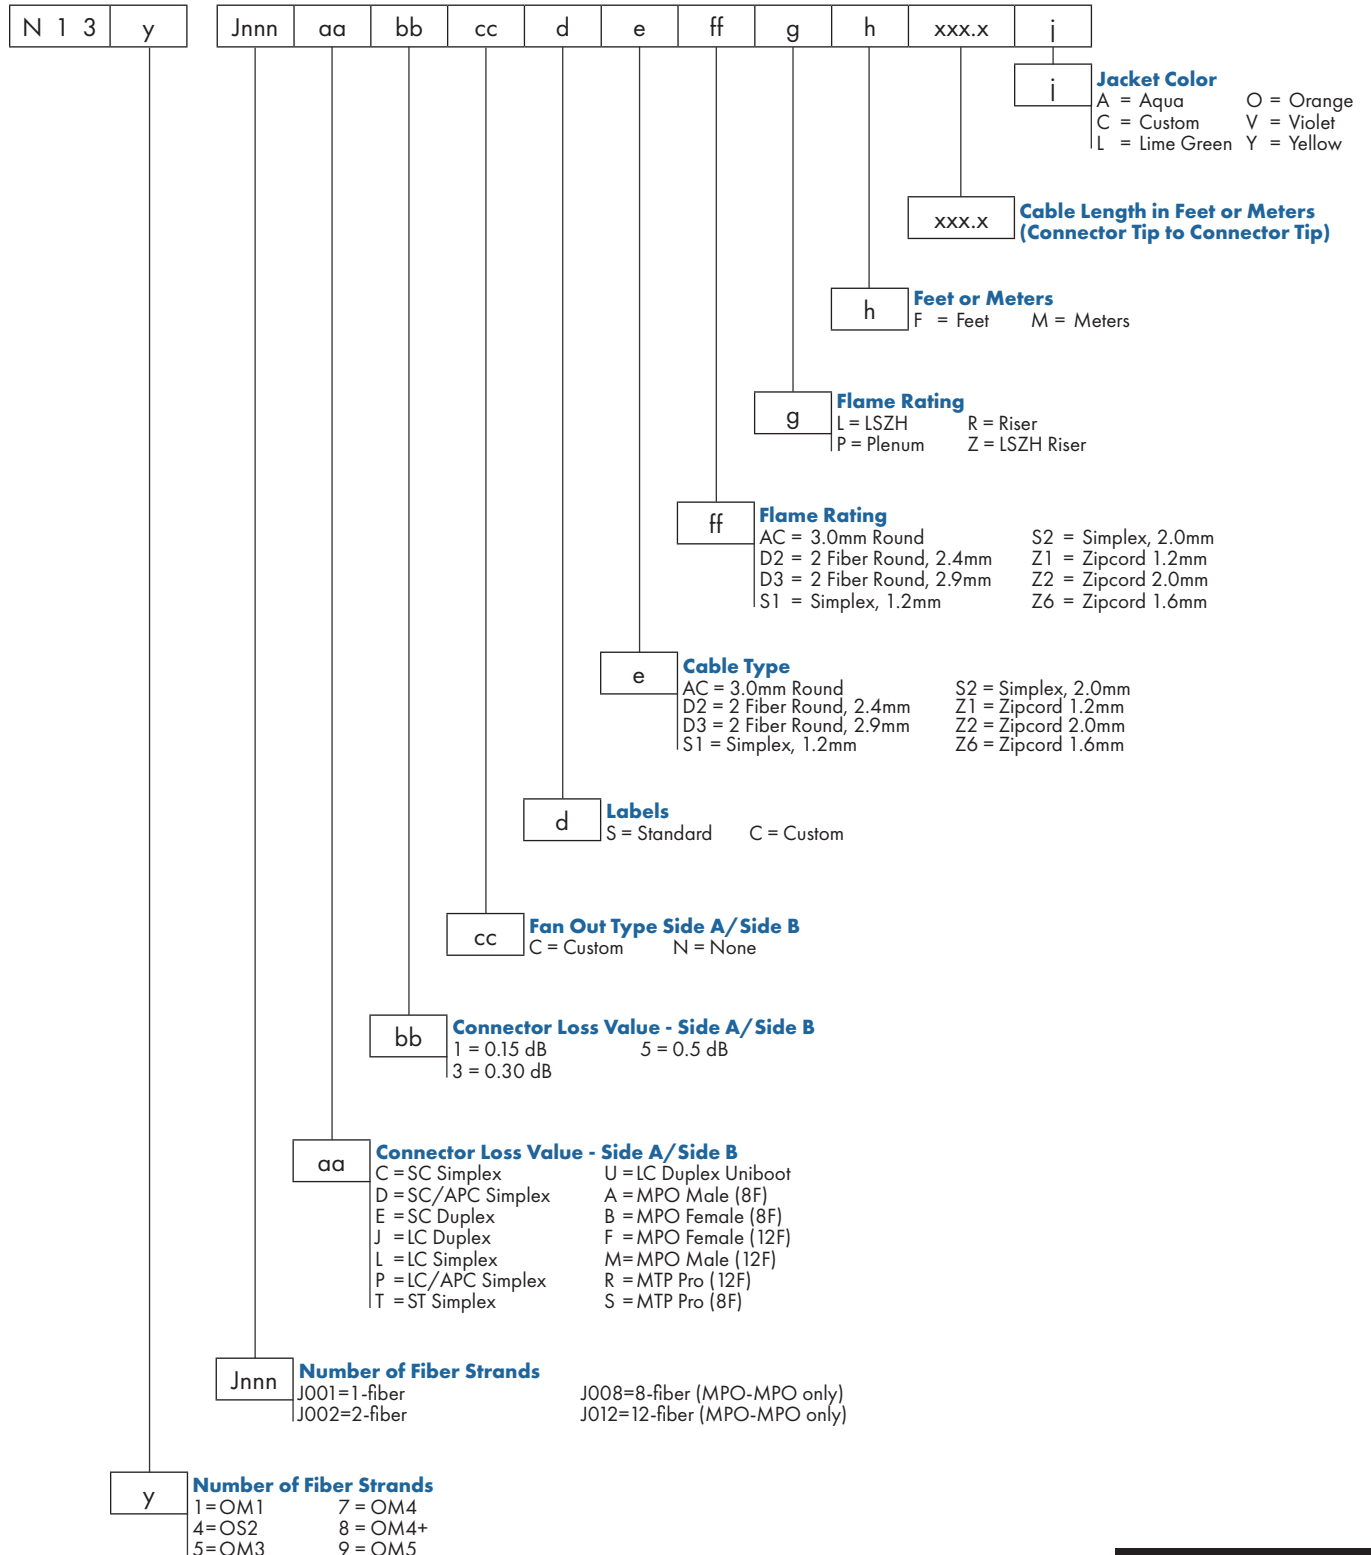 N 1 3 y Jnnn aa bb cc d e ff g h xxx.x j
j Jacket Color
A = Aqua O = Orange
C = Custom V = Violet
L = Lime Green Y = Yellow
xxx.x Cable Length in Feet or Meters
(Connector Tip to Connector Tip)
h Feet or Meters
F = Feet M = Meters
g Flame Rating
L = LSZH R = Riser
P = Plenum Z = LSZH Riser
ff Flame Rating
AC = 3.0mm Round S2 = Simplex, 2.0mm
D2 = 2 Fiber Round, 2.4mm Z1 = Zipcord 1.2mm
D3 = 2 Fiber Round, 2.9mm Z2 = Zipcord 2.0mm
S1 = Simplex, 1.2mm Z6 = Zipcord 1.6mm
e Cable Type
AC = 3.0mm Round S2 = Simplex, 2.0mm
D2 = 2 Fiber Round, 2.4mm Z1 = Zipcord 1.2mm
D3 = 2 Fiber Round, 2.9mm Z2 = Zipcord 2.0mm
S1 = Simplex, 1.2mm Z6 = Zipcord 1.6mm
d Labels
S = Standard C = Custom
cc Fan Out Type Side A/Side B
C = Custom N = None
bb Connector Loss Value - Side A/Side B
1 = 0.15 dB 5 = 0.5 dB
3 = 0.30 dB
aa Connector Loss Value - Side A/Side B
C = SC Simplex U = LC Duplex Uniboot
D = SC/APC Simplex A = MPO Male (8F)
E = SC Duplex B = MPO Female (8F)
J = LC Duplex F = MPO Female (12F)
L = LC Simplex M= MPO Male (12F)
P = LC/APC Simplex R = MTP Pro (12F)
T = ST Simplex S = MTP Pro (8F)
Jnnn Number of Fiber Strands
J001=1-fiber J008=8-fiber (MPO-MPO only)
J002=2-fiber J012=12-fiber (MPO-MPO only)
y Number of Fiber Strands
1=OM1 7 = OM4
4=OS2 8 = OM4+
5=OM3 9 = OM5